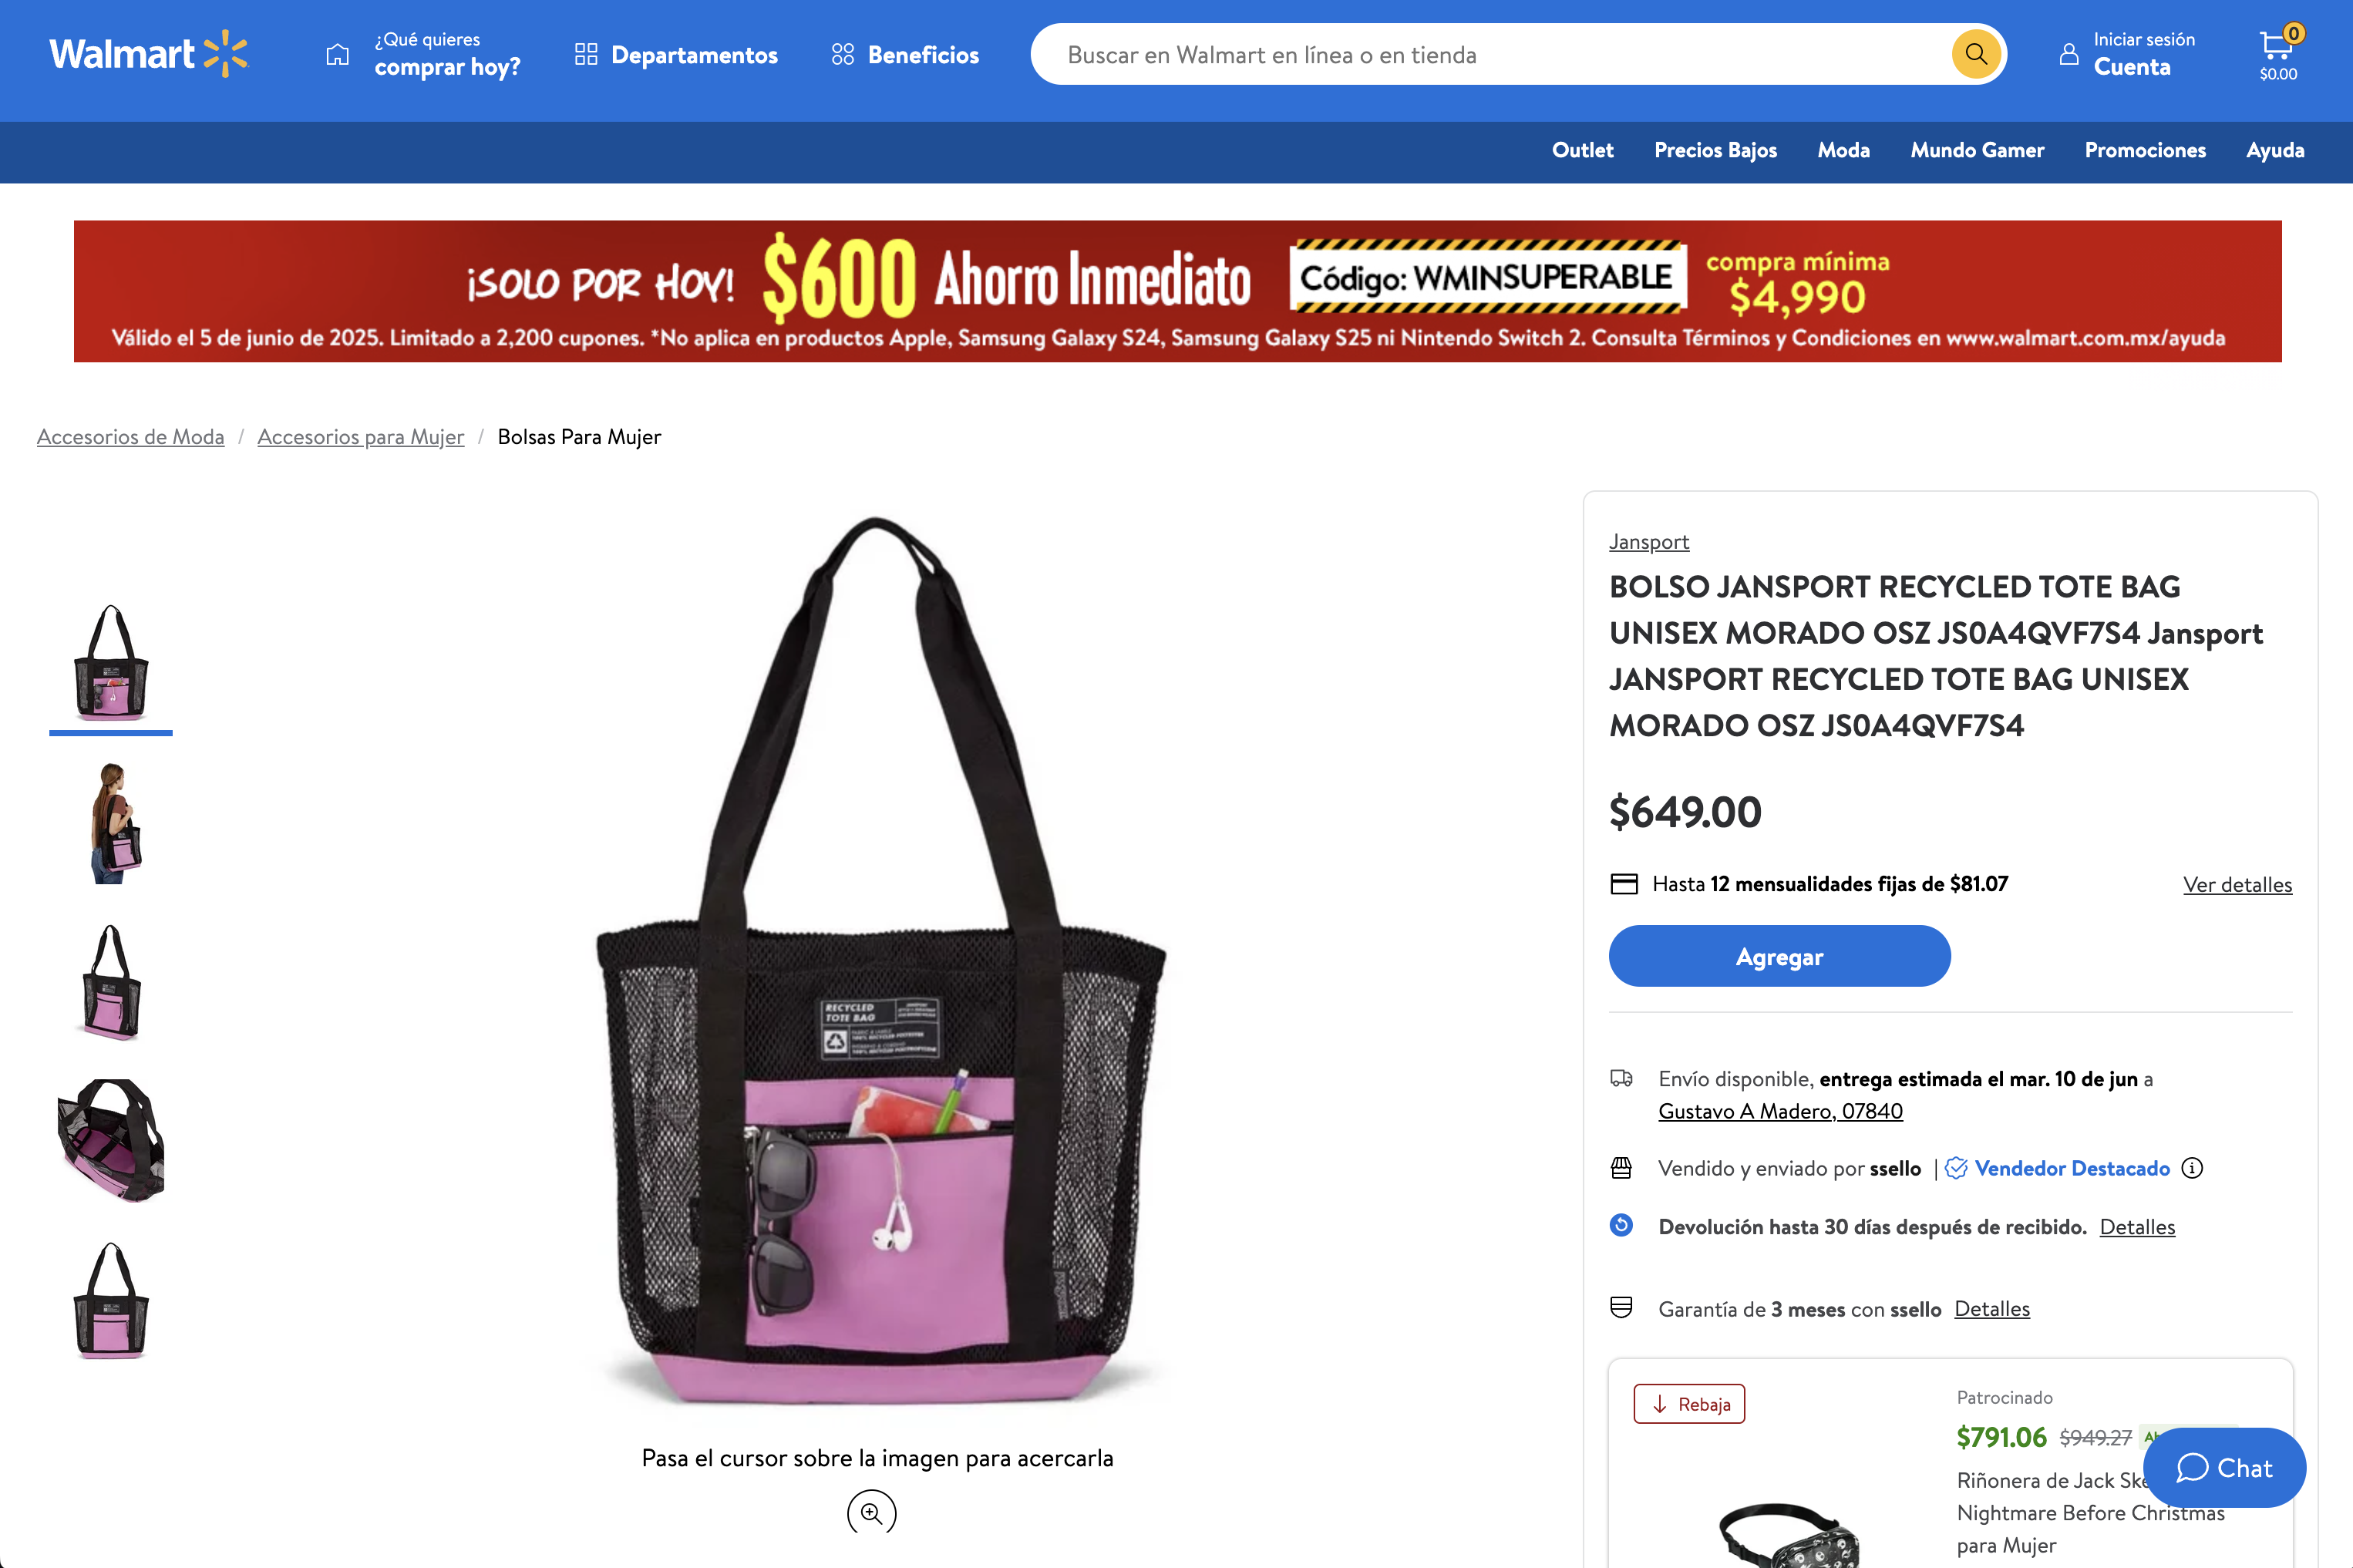 Walmart
¿Qué quieres
comprar hoy?
Departamentos
Beneficios
Buscar en Walmart en línea o en tienda
Iniciar sesión
Cuenta
0
$0.00
Outlet
Precios Bajos
Moda
Mundo Gamer
Promociones
Ayuda
¡SOLO POR HOY! $600 Ahorro Inmediato
Código: WMINSUPERABLE
compra mínima
$4,990
Válido el 5 de junio de 2025. Limitado a 2,200 cupones. *No aplica en productos Apple, Samsung Galaxy S24, Samsung Galaxy S25 ni Nintendo Switch 2. Consulta Términos y Condiciones en www.walmart.com.mx/ayuda
Accesorios de Moda / Accesorios para Mujer / Bolsas Para Mujer
RECYCLED
TOTE BAG
Pasa el cursor sobre la imagen para acercarla
Jansport
BOLSO JANSPORT RECYCLED TOTE BAG
UNISEX MORADO OSZ JS0A4QVF7S4 Jansport
JANSPORT RECYCLED TOTE BAG UNISEX
MORADO OSZ JS0A4QVF7S4
$649.00
Hasta 12 mensualidades fijas de $81.07
Ver detalles
Agregar
Envío disponible, entrega estimada el mar. 10 de jun a
Gustavo A Madero, 07840
Vendido y enviado por ssello | Vendedor Destacado
Devolución hasta 30 días después de recibido. Detalles
Garantía de 3 meses con ssello Detalles
Rebaja
Patrocinado
$791.06 $949.27
Riñonera de Jack
Nightmare Before Christmas
para Mujer
Chat